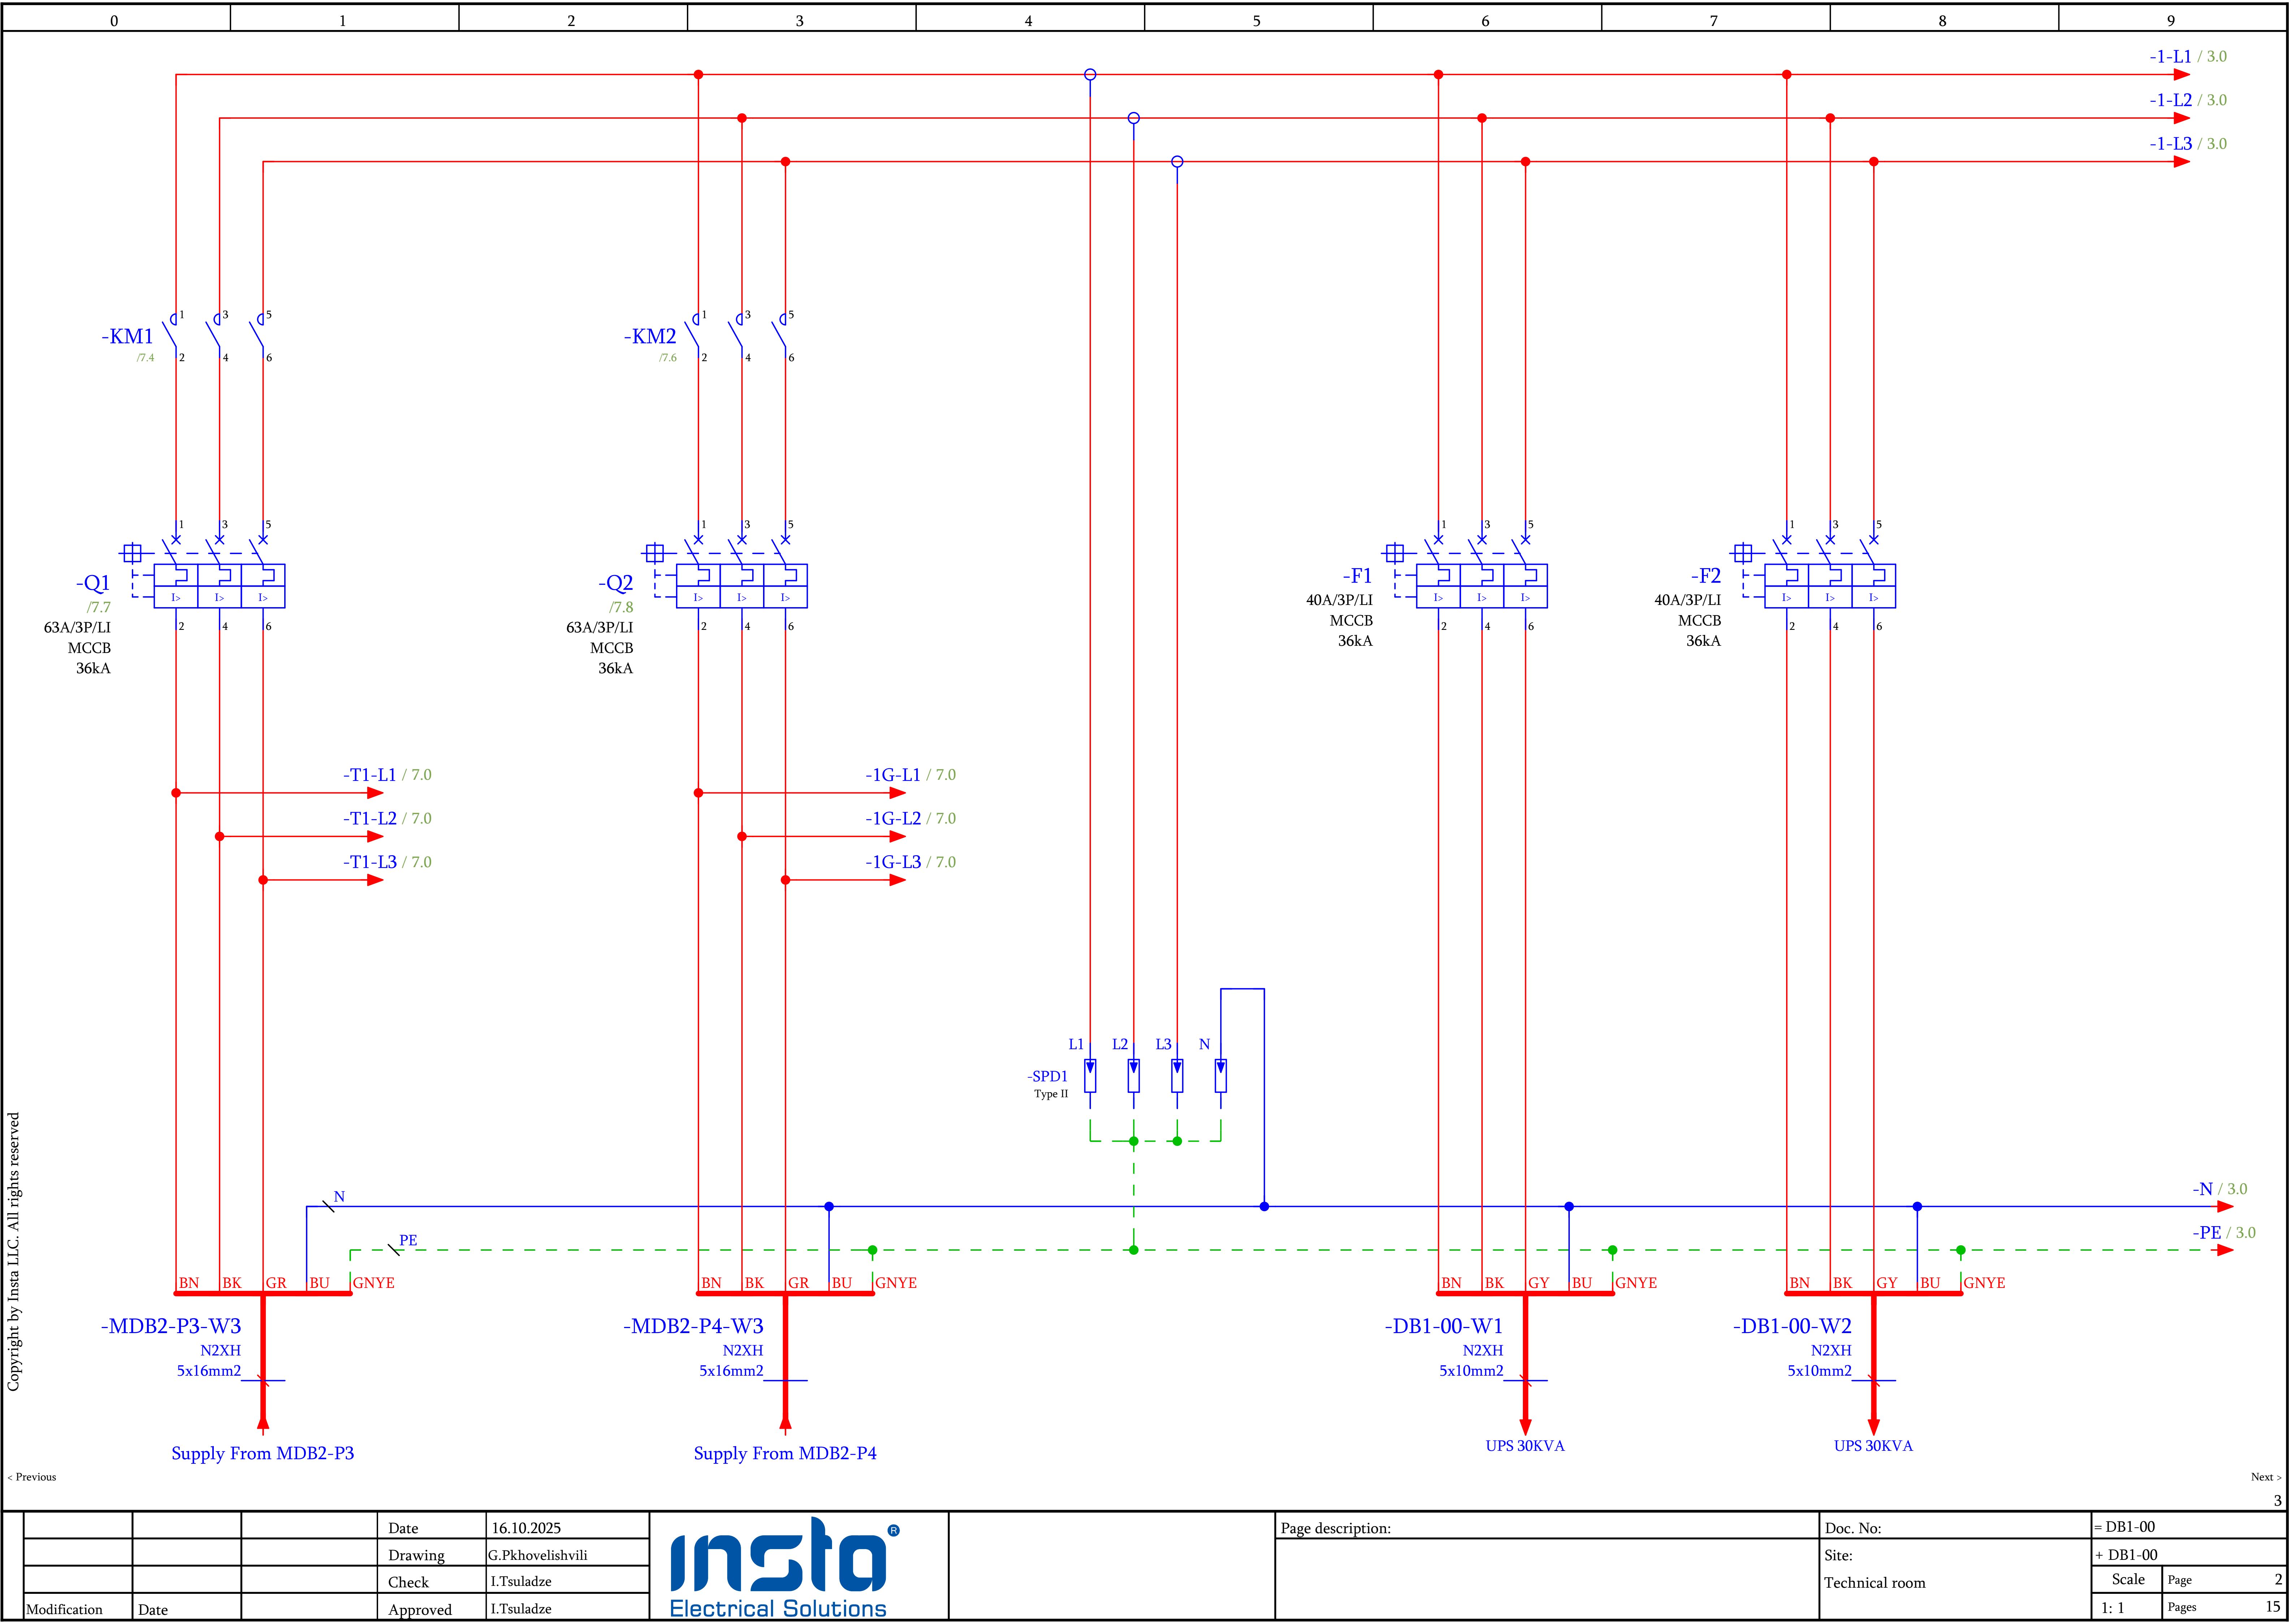 0 1 2 3 4 5 6 7 8 9
-1-L1 / 3.0
-1-L2 / 3.0
-1-L3 / 3.0
-KM1
/7.4
1 3 5
2 4 6
-KM2
/7.6
1 3 5
2 4 6
-Q1
/7.7
63A/3P/LI
MCCB
36kA
1 3 5
I> I> I>
2 4 6
-Q2
/7.8
63A/3P/LI
MCCB
36kA
1 3 5
I> I> I>
2 4 6
-F1
40A/3P/LI
MCCB
36kA
1 3 5
I> I> I>
2 4 6
-F2
40A/3P/LI
MCCB
36kA
1 3 5
I> I> I>
2 4 6
-T1-L1 / 7.0
-T1-L2 / 7.0
-T1-L3 / 7.0
-1G-L1 / 7.0
-1G-L2 / 7.0
-1G-L3 / 7.0
L1 L2 L3 N
-SPD1
Type II
N
PE
-N / 3.0
-PE / 3.0
BN BK GR BU GNYE
-MDB2-P3-W3
N2XH
5x16mm2
Supply From MDB2-P3
BN BK GR BU GNYE
-MDB2-P4-W3
N2XH
5x16mm2
Supply From MDB2-P4
BN BK GY BU GNYE
-DB1-00-W1
N2XH
5x10mm2
UPS 30KVA
BN BK GY BU GNYE
-DB1-00-W2
N2XH
5x10mm2
UPS 30KVA
Copyright by Insta LLC. All rights reserved
< Previous
Next >
3
Modification Date
Date 16.10.2025
Drawing G.Pkhovelishvili
Check I.Tsuladze
Approved I.Tsuladze
insta ®
Electrical Solutions
Page description:
Doc. No:
Site:
Technical room
= DB1-00
+ DB1-00
Scale Page 2
1: 1 Pages 15